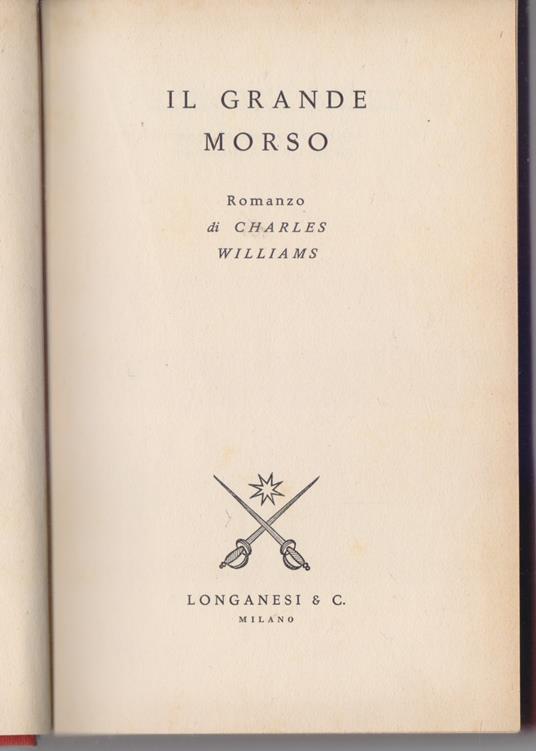 IL GRANDE
MORSO
Romanzo
di CHARLES
WILLIAMS
LONGANESI & C.
MILANO